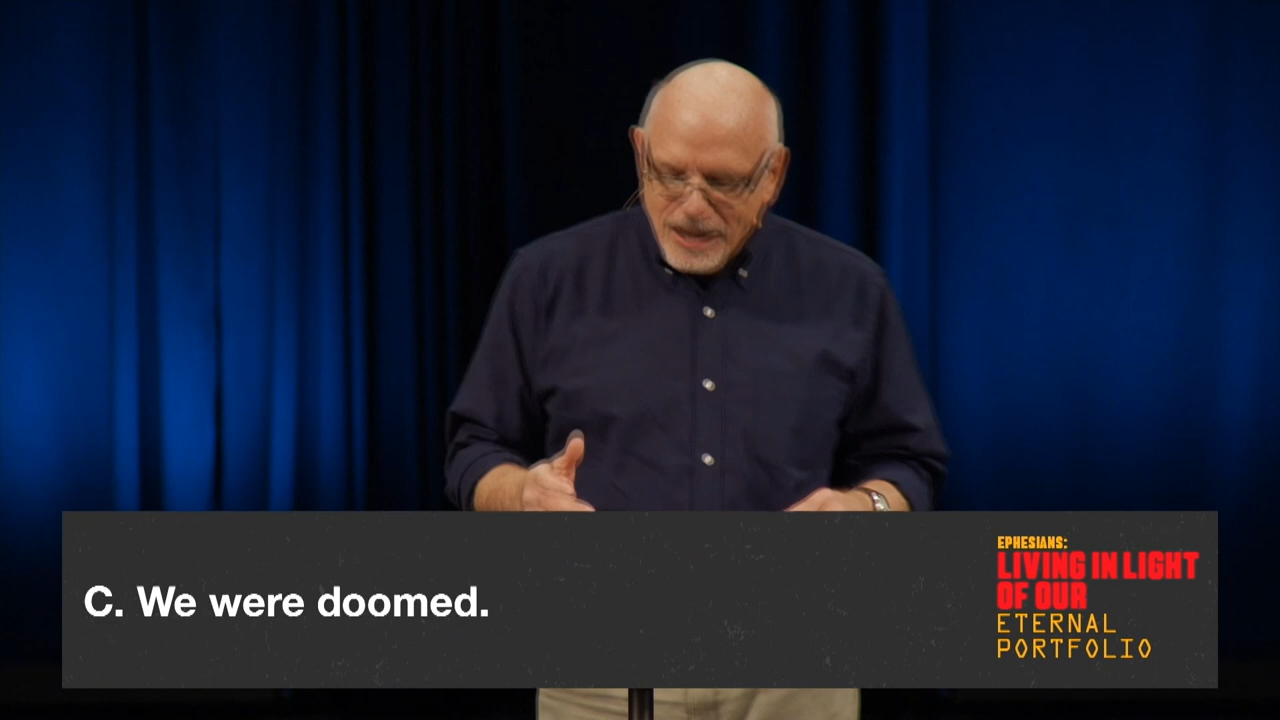 C. We were doomed.
EPHESIANS:
LIVING IN LIGHT
OF OUR
ETERNAL
PORTFOLIO